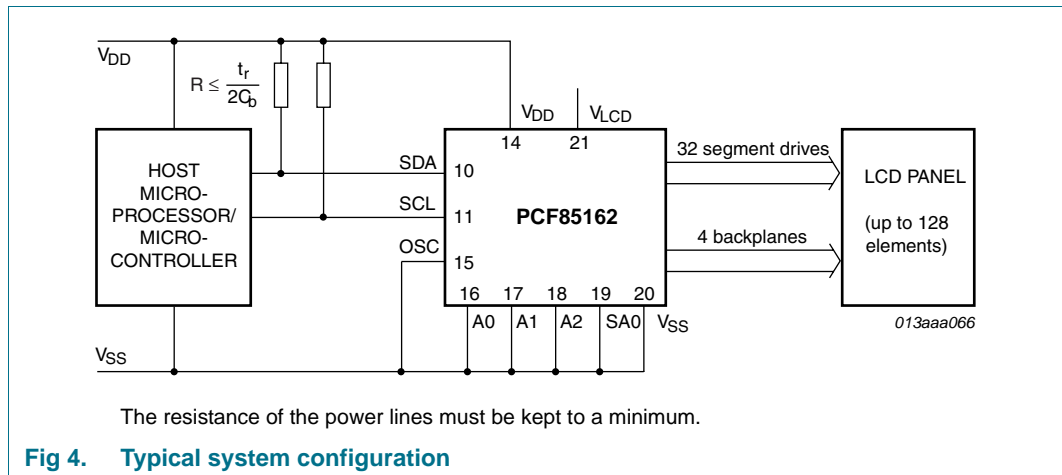 VDD
R ≤ tr
2Cb
VDD
VLCD
14
21
HOST
MICRO-
PROCESSOR/
MICRO-
CONTROLLER
SDA
10
SCL
11
OSC
15
PCF85162
32 segment drives
4 backplanes
LCD PANEL
(up to 128
elements)
16 17 18 19 20
A0 A1 A2 SA0 VSS
013aaa066
VSS
The resistance of the power lines must be kept to a minimum.
Fig 4. Typical system configuration